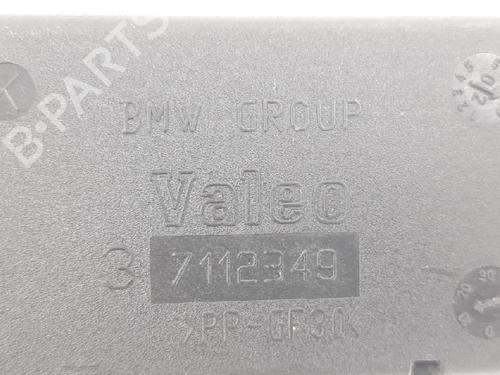 BMW GROUP
Valeo
3 7112349
>PP-GF30<
B-PARTS